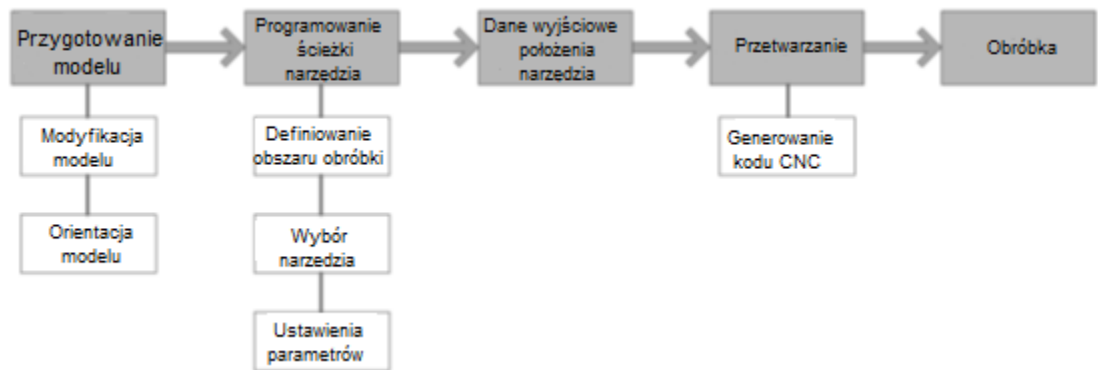 Przygotowanie
modelu
Programowanie
ścieżki
narzędzia
Dane wyjściowe
położenia
narzędzia
Przetwarzanie
Obróbka
Modyfikacja
modelu
Orientacja
modelu
Definiowanie
obszaru obróbki
Wybór
narzędzia
Ustawienia
parametrów
Generowanie
kodu CNC